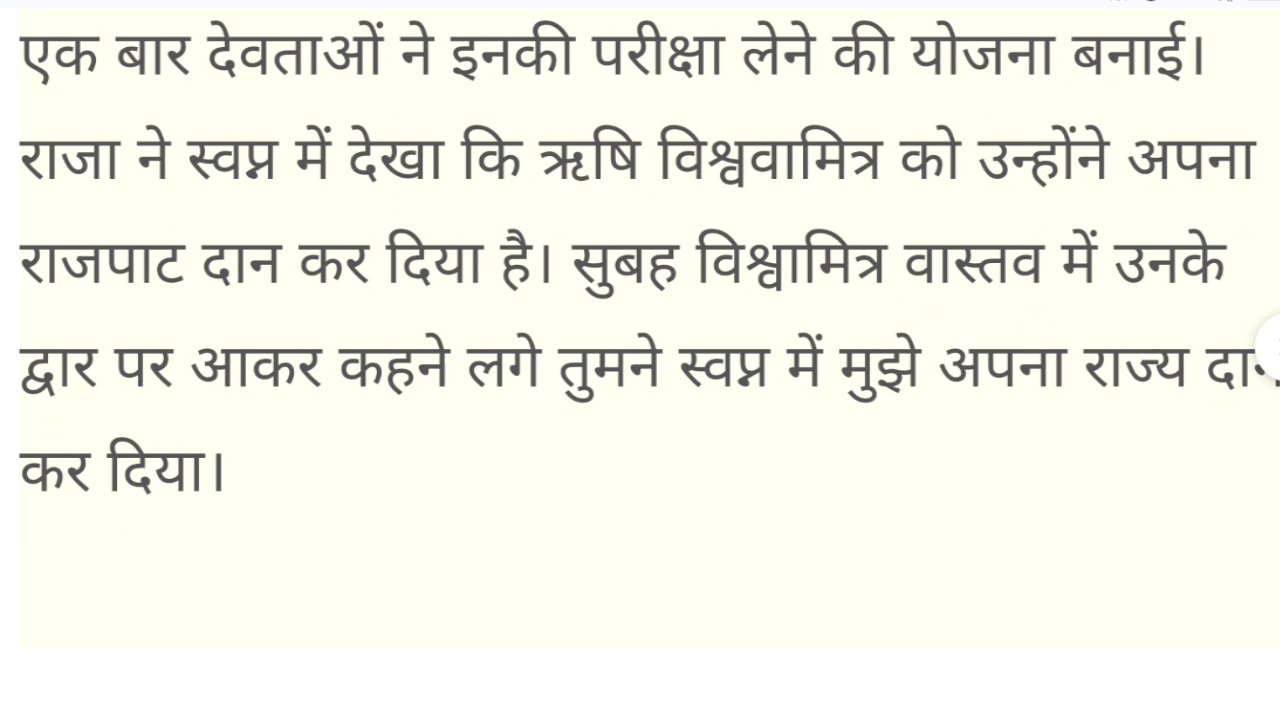 एक बार देवताओं ने इनकी परीक्षा लेने की योजना बनाई।
राजा ने स्वप्न में देखा कि ऋषि विश्ववामित्र को उन्होंने अपना
राजपाट दान कर दिया है। सुबह विश्वामित्र वास्तव में उनके
द्वार पर आकर कहने लगे तुमने स्वप्न में मुझे अपना राज्य
कर दिया।